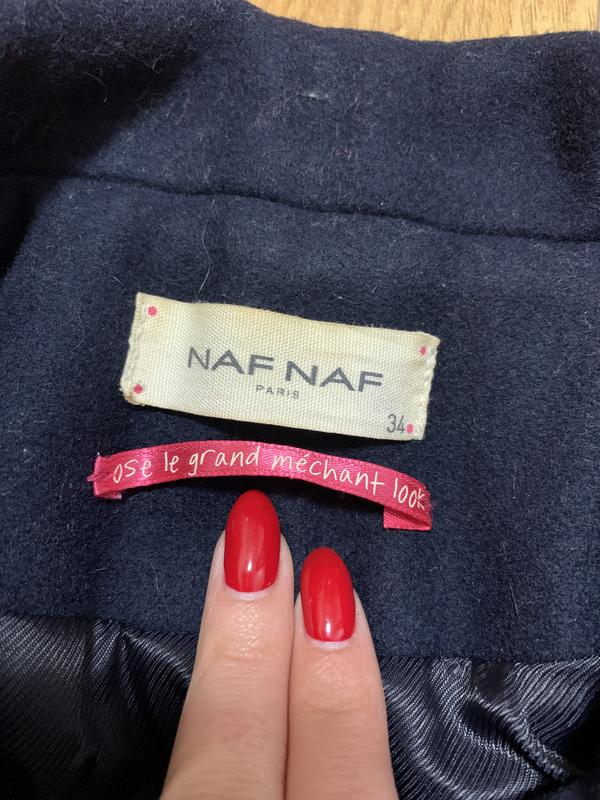 NAF NAF
PARIS
34
ose le grand méchant look